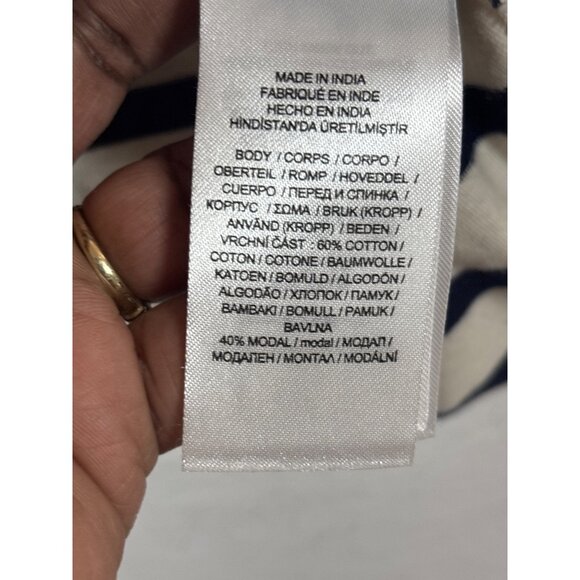 MADE IN INDIA
FABRIQUÉ EN INDE
HECHO EN INDIA
HİNDİSTAN'DA ÜRETİLMİŞTİR
BODY / CORPS / CORPO /
OBERTEIL / ROMP / HOVEDDEL /
CUERPO / ПЕРЕД И СПИНКА /
КОРПУС / ΣΩΜΑ / BRUK (KROPP) /
ANVÄND (KROPP) / BEDEN /
VRCHNÍ ČÁST : 60% COTTON /
COTON / COTONE / BAUMWOLLE /
KATOEN / BOMULD / ALGODÓN /
ALGODÃO / ХЛОПОК / ПАМУК /
BAMBAKI / BOMULL / PAMUK /
BAVLNA
40% MODAL / modal / МОДАЛ /
МОДАЛЕН / ΜΟΝΤΑΛ / MODÁLNÍ